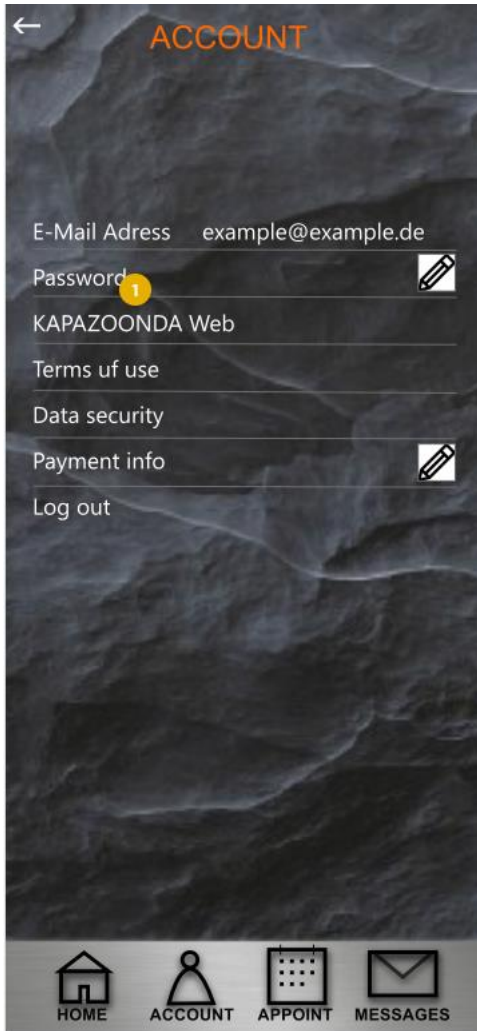 ACCOUNT
E-Mail Adress example@example.de
Password
1
KAPAZOONDA Web
Terms uf use
Data security
Payment info
Log out
HOME ACCOUNT APPOINT MESSAGES